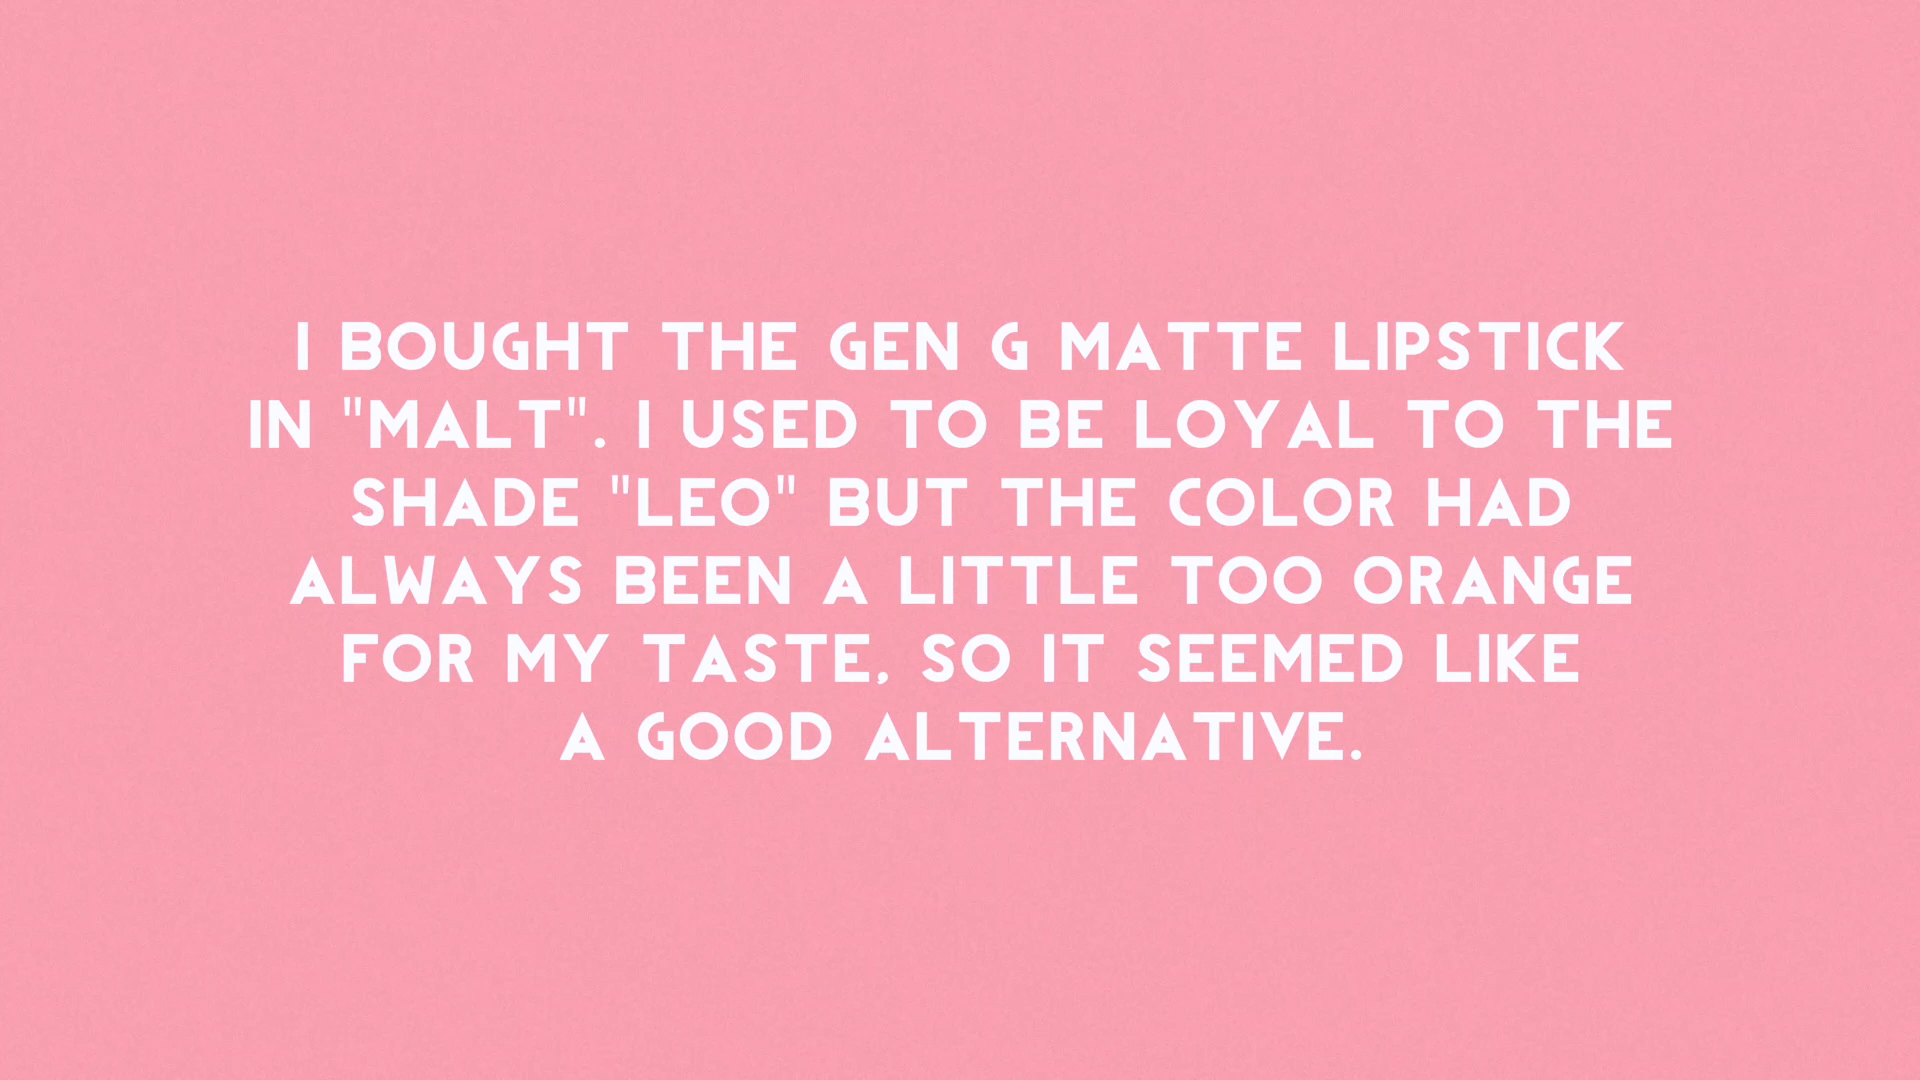 I BOUGHT THE GEN G MATTE LIPSTICK
IN "MALT". I USED TO BE LOYAL TO THE
SHADE "LEO" BUT THE COLOR HAD
ALWAYS BEEN A LITTLE TOO ORANGE
FOR MY TASTE, SO IT SEEMED LIKE
A GOOD ALTERNATIVE.